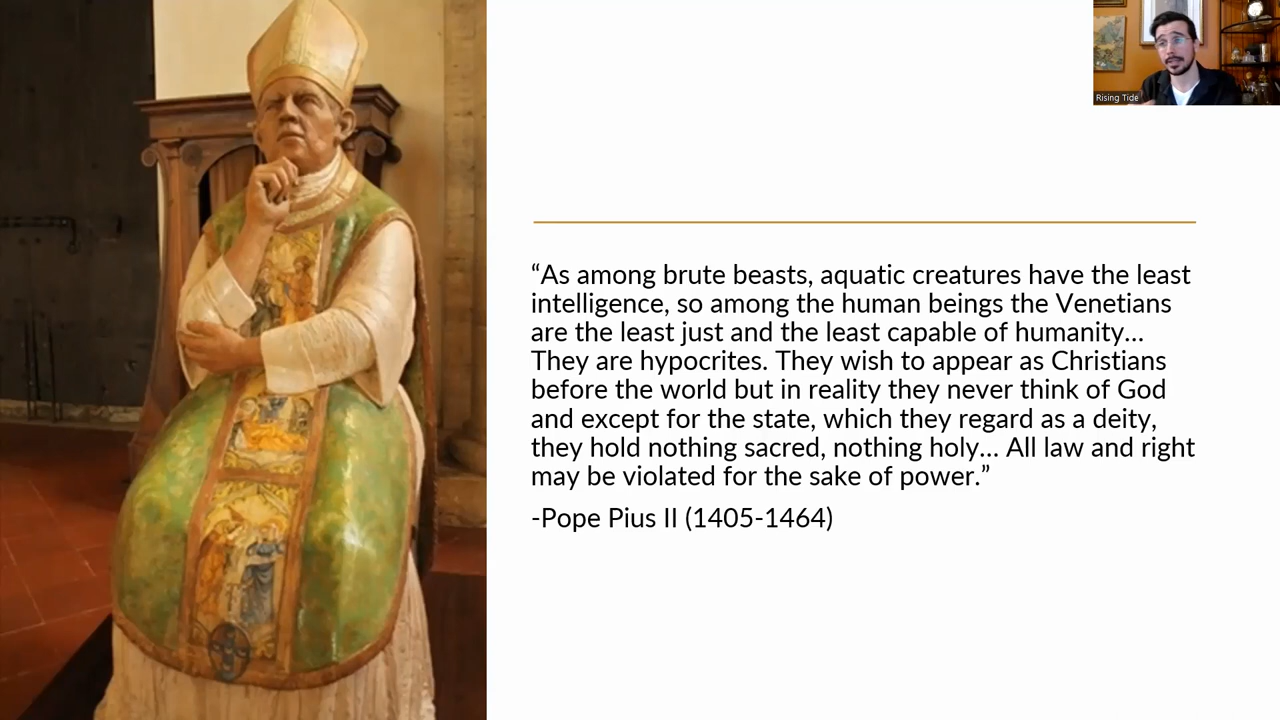 Rising Tide
“As among brute beasts, aquatic creatures have the least
intelligence, so among the human beings the Venetians
are the least just and the least capable of humanity...
They are hypocrites. They wish to appear as Christians
before the world but in reality they never think of God
and except for the state, which they regard as a deity,
they hold nothing sacred, nothing holy... All law and right
may be violated for the sake of power.”
-Pope Pius II (1405-1464)